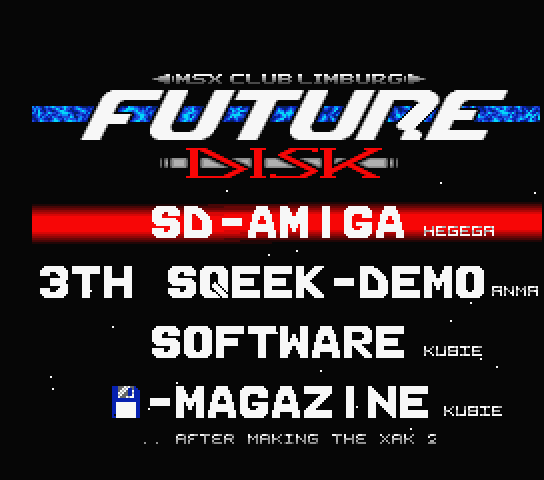 MSX CLUB LIMBURG
FUTURE
DISK
SD-AMIGA HEGEGA
3TH SQEEK-DEMO ANMA
SOFTWARE KUBIE
-MAGAZINE KUBIE
.. AFTER MAKING THE XAK 2